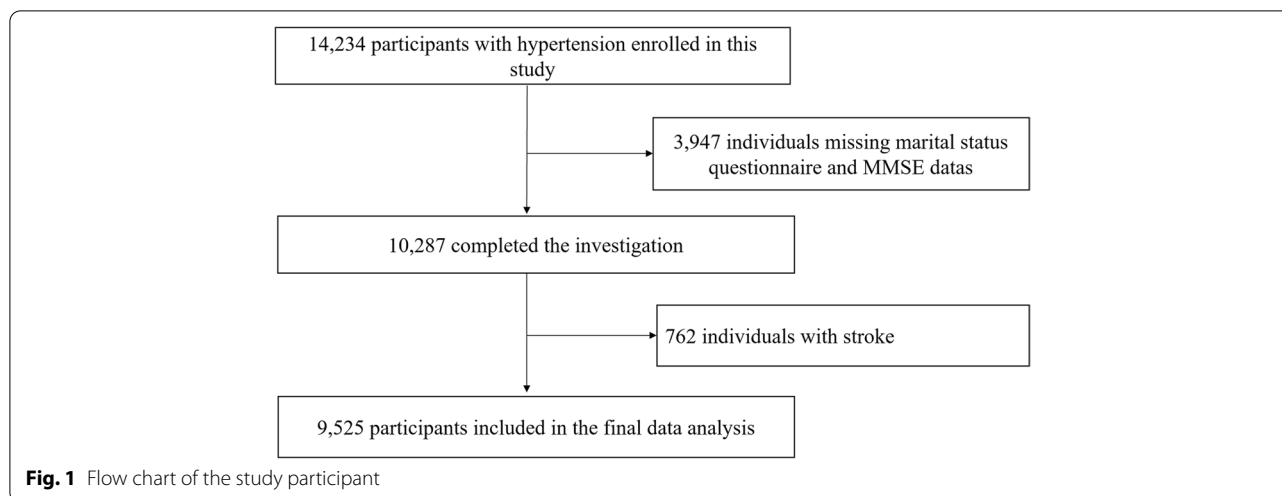 14,234 participants with hypertension enrolled in this
study
3,947 individuals missing marital status
questionnaire and MMSE datas
10,287 completed the investigation
762 individuals with stroke
9,525 participants included in the final data analysis
Fig. 1 Flow chart of the study participant